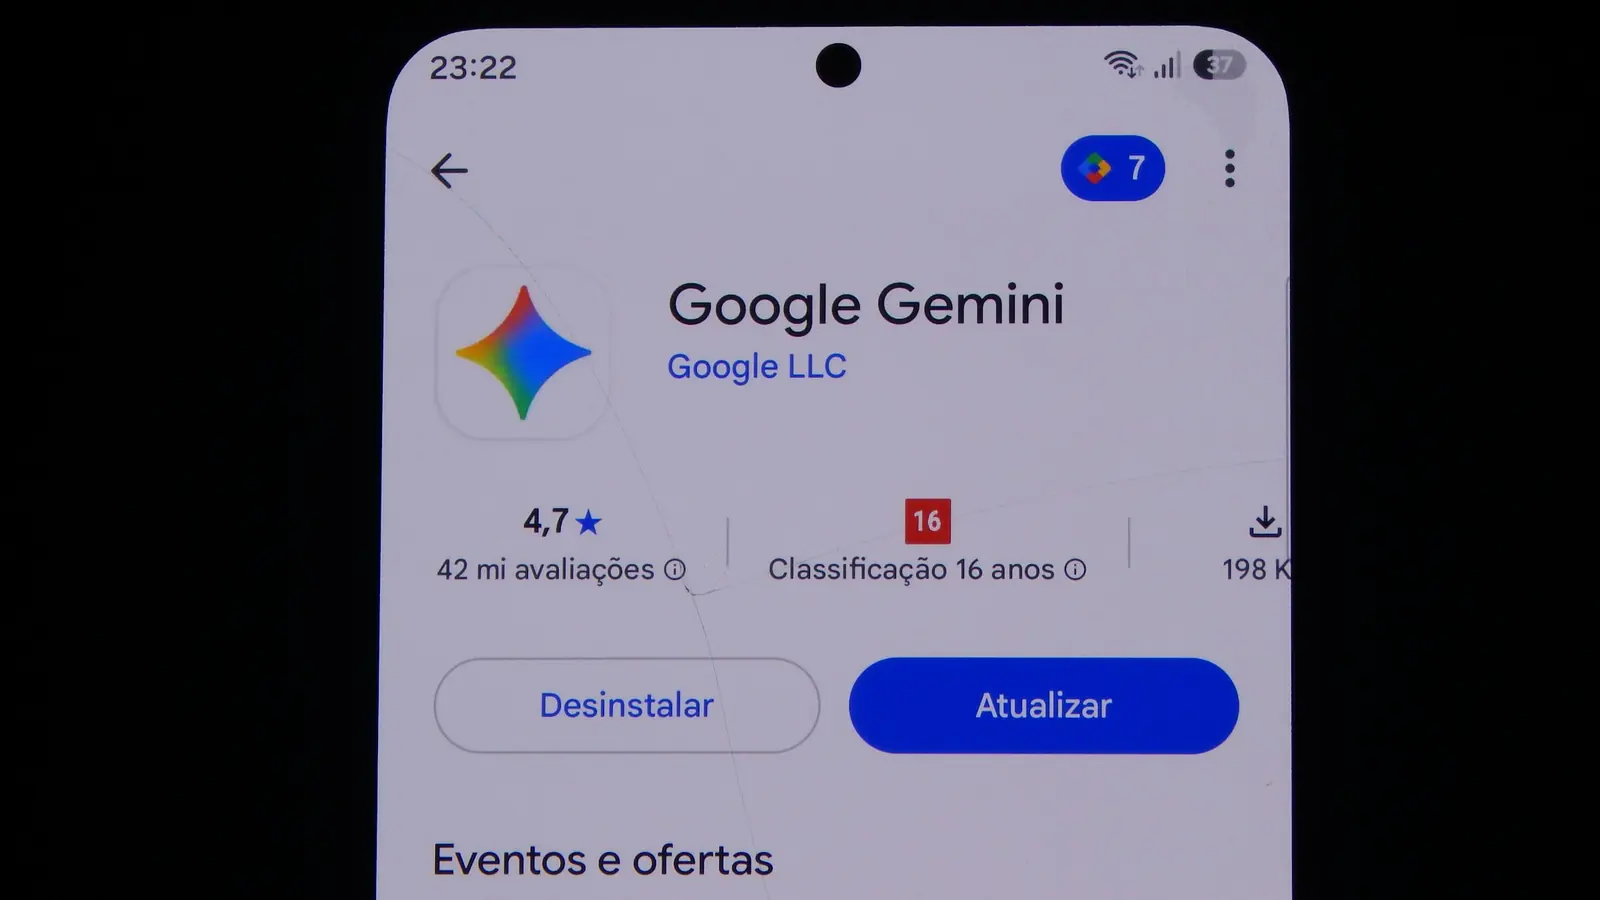 23:22
37
7
Google Gemini
Google LLC
4,7★
16
42 mi avaliações
Classificação 16 anos
198 K
Desinstalar
Atualizar
Eventos e ofertas